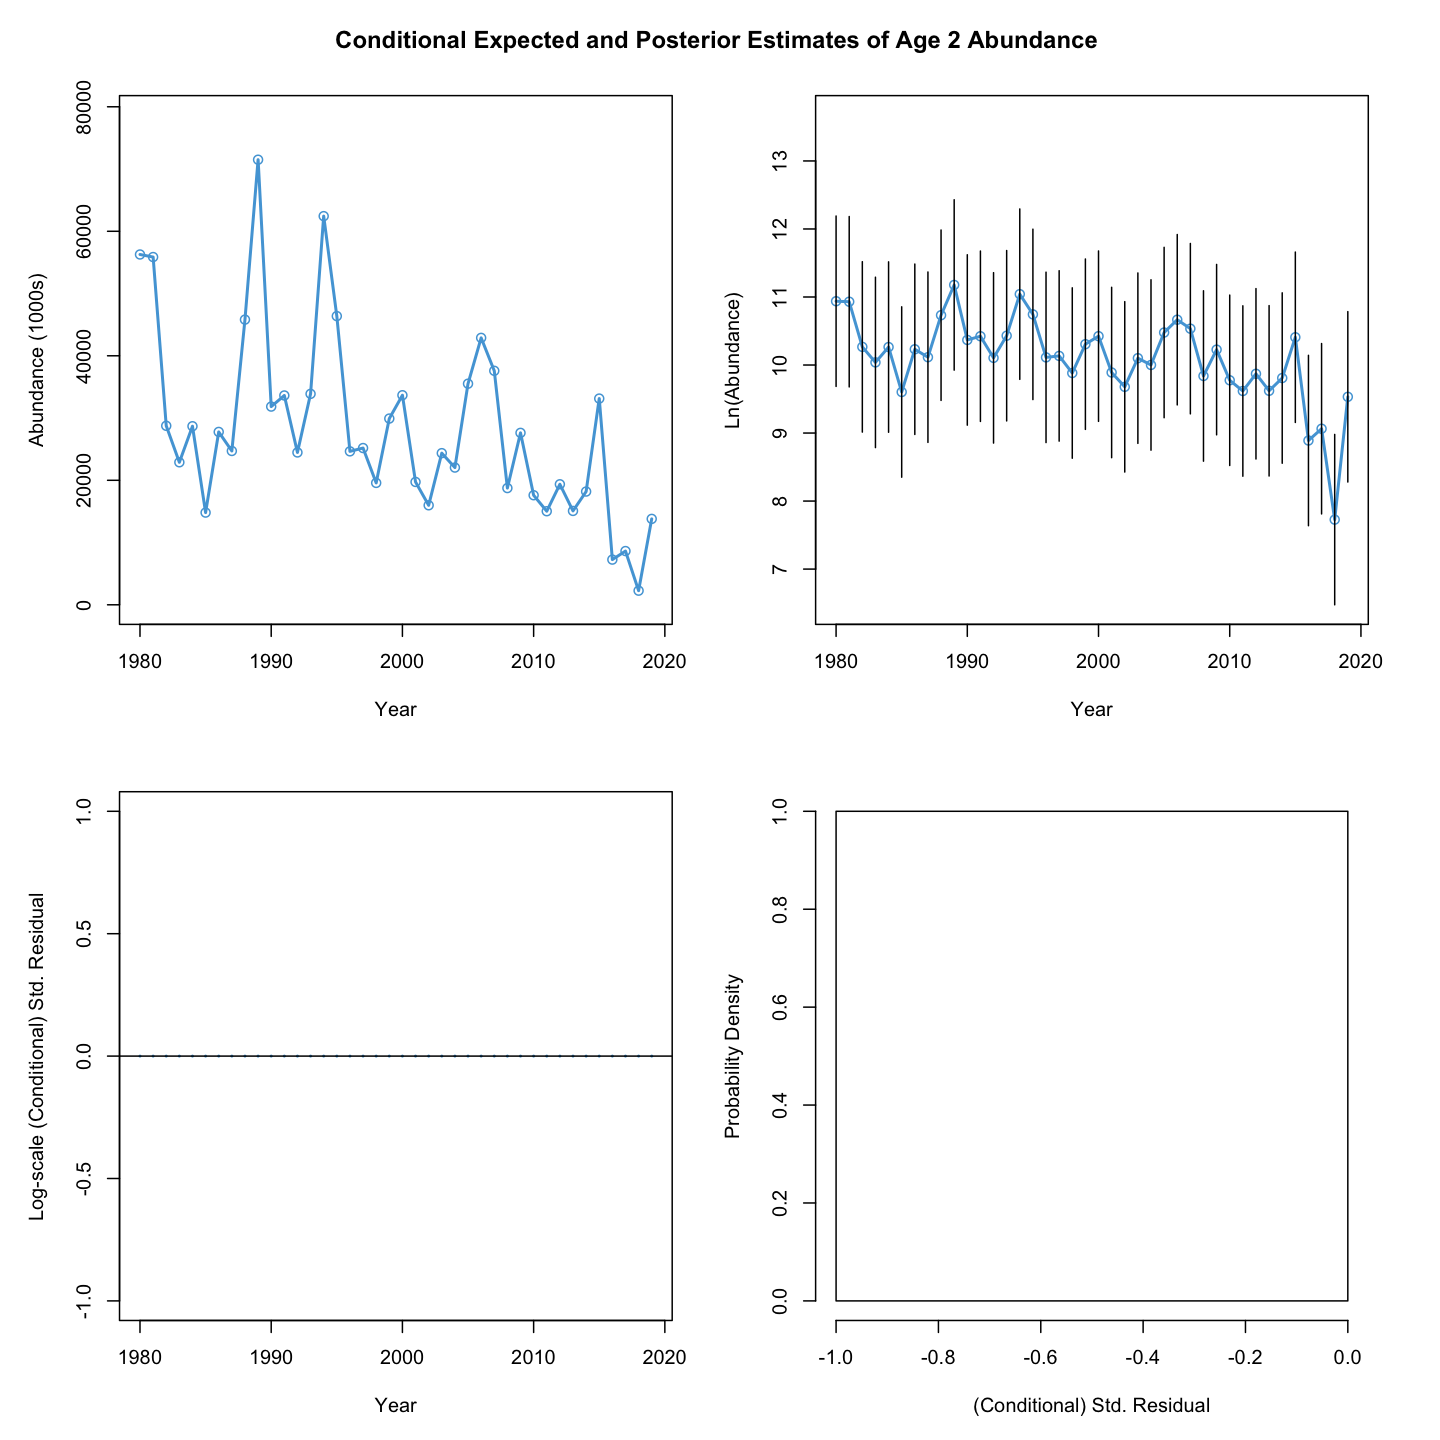 Conditional Expected and Posterior Estimates of Age 2 Abundance
Abundance (1000s)
80000
60000
40000
20000
0
1980 1990 2000 2010 2020
Year
Ln(Abundance)
13
12
11
10
9
8
7
1980 1990 2000 2010 2020
Year
Log-scale (Conditional) Std. Residual
1.0
0.5
0.0
-0.5
-1.0
1980 1990 2000 2010 2020
Year
Probability Density
1.0
0.8
0.6
0.4
0.2
0.0
-1.0 -0.8 -0.6 -0.4 -0.2 0.0
(Conditional) Std. Residual